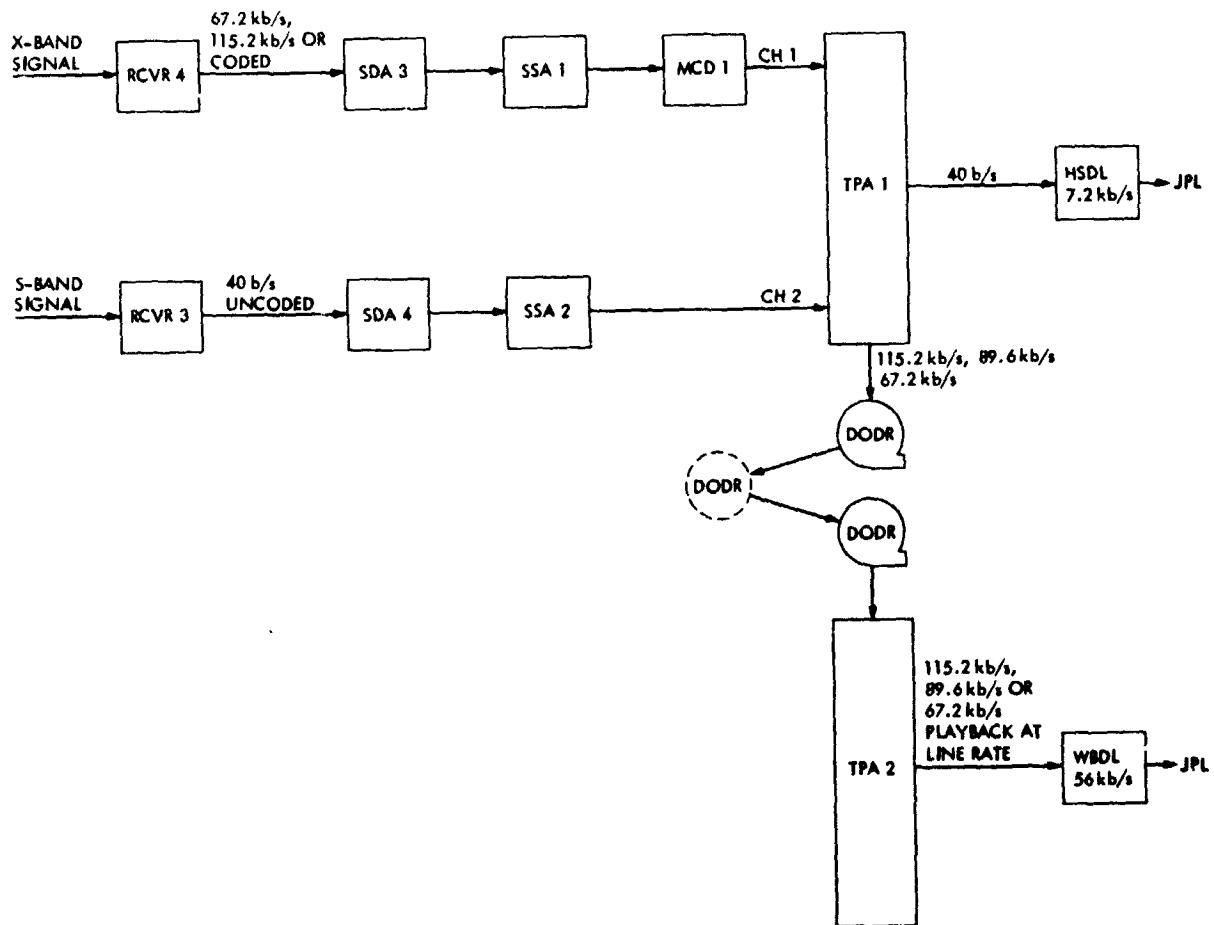 X-BAND
SIGNAL
RCVR 4
67.2 kb/s,
115.2 kb/s OR
CODED
SDA 3
SSA 1
MCD 1
CH 1
TPA 1
40 b/s
HSDL
7.2 kb/s
JPL
S-BAND
SIGNAL
RCVR 3
40 b/s
UNCODED
SDA 4
SSA 2
CH 2
115.2 kb/s, 89.6 kb/s
67.2 kb/s
DODR
DODR
DODR
TPA 2
115.2 kb/s,
89.6 kb/s OR
67.2 kb/s
PLAYBACK AT
LINE RATE
WBDL
56 kb/s
JPL